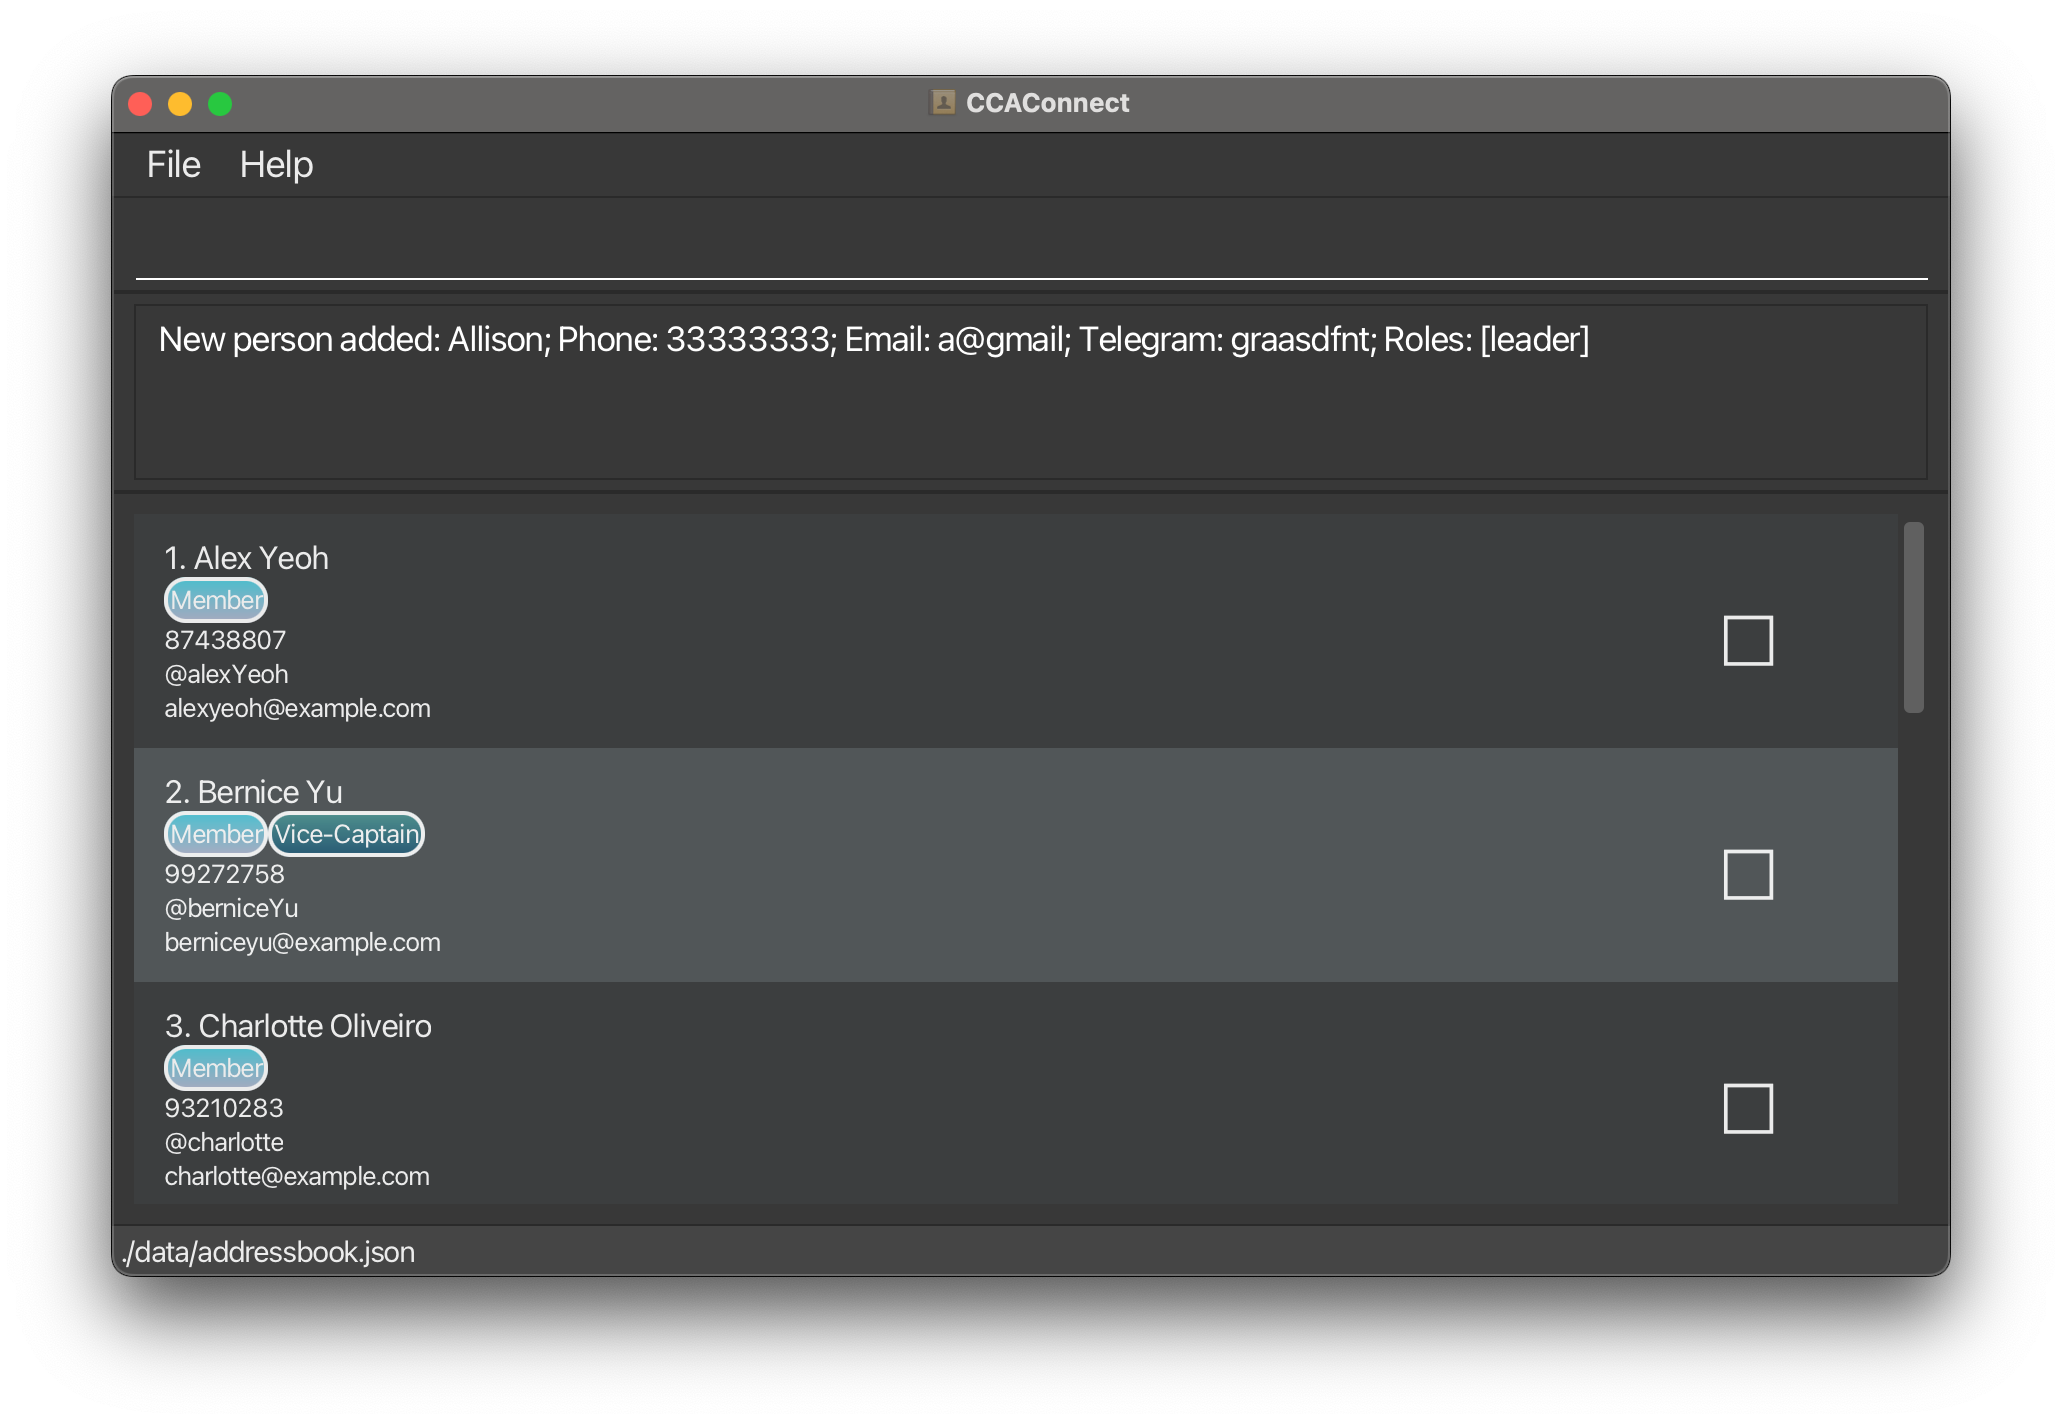 CCAConnect
File Help
New person added: Allison; Phone: 33333333; Email: a@gmail; Telegram: graasdfnt; Roles: [leader]
1. Alex Yeoh
Member
87438807
@alexYeoh
alexyeoh@example.com
2. Bernice Yu
Member Vice-Captain
99272758
@berniceYu
berniceyu@example.com
3. Charlotte Oliveiro
Member
93210283
@charlotte
charlotte@example.com
./data/addressbook.json